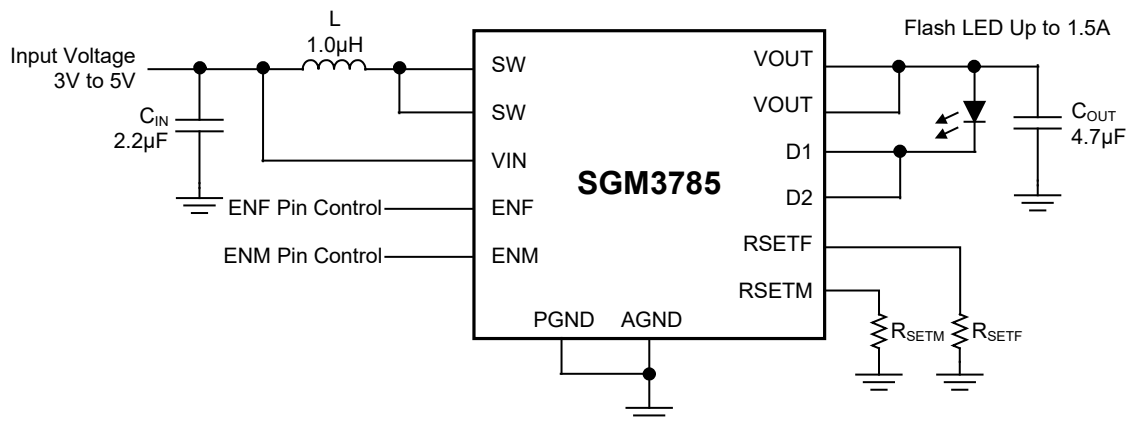 L
1.0μH
Input Voltage
3V to 5V
CIN
2.2μF
ENF Pin Control
ENM Pin Control
SW
SW
VIN
ENF
ENM
PGND
AGND
SGM3785
VOUT
VOUT
D1
D2
RSETF
RSETM
Flash LED Up to 1.5A
COUT
4.7μF
RSETM
RSETF